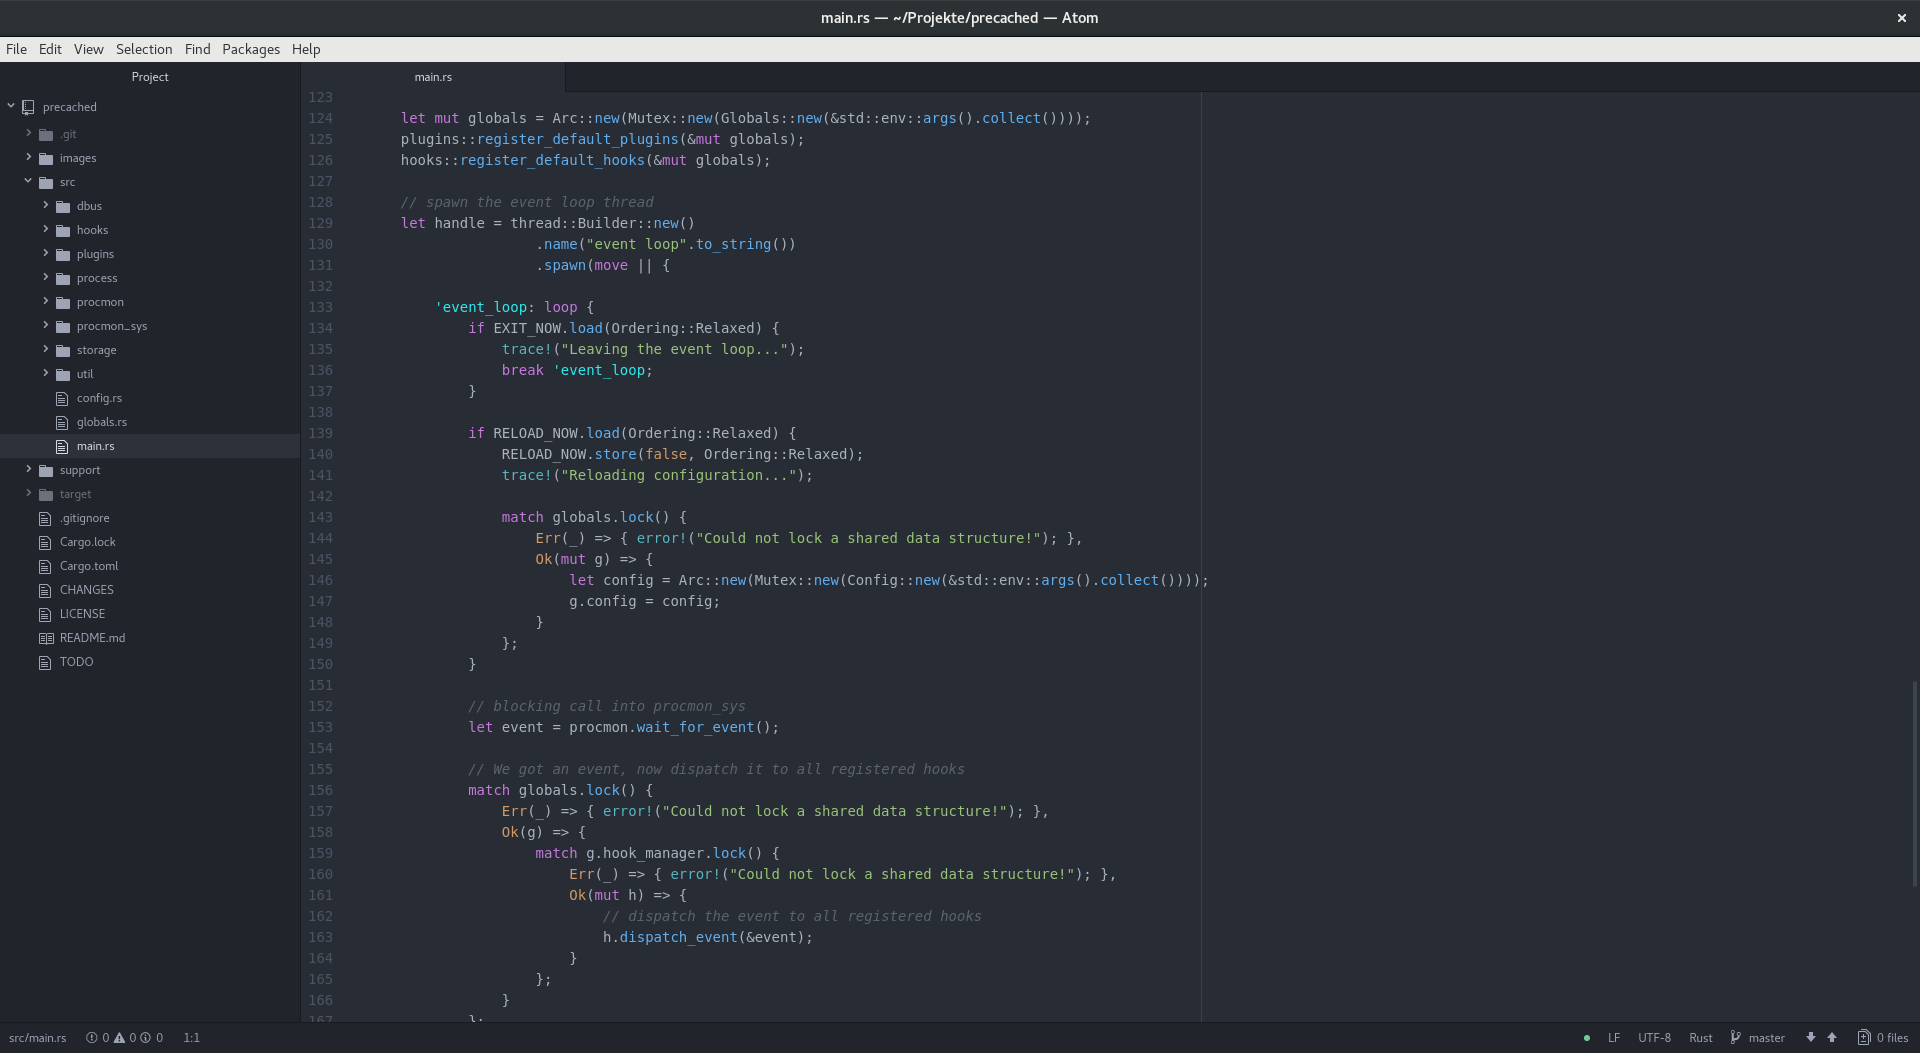 main.rs — ~/Projekte/precached — Atom
File Edit View Selection Find Packages Help
Project
precached
.git
images
src
dbus
hooks
plugins
process
procmon
procmon_sys
storage
util
config.rs
globals.rs
main.rs
support
target
.gitignore
Cargo.lock
Cargo.toml
CHANGES
LICENSE
README.md
TODO
main.rs
123
124 let mut globals = Arc::new(Mutex::new(Globals::new(&std::env::args().collect())));
125 plugins::register_default_plugins(&mut globals);
126 hooks::register_default_hooks(&mut globals);
127
128 // spawn the event loop thread
129 let handle = thread::Builder::new()
130 .name("event loop".to_string())
131 .spawn(move || {
132
133 'event_loop: loop {
134 if EXIT_NOW.load(Ordering::Relaxed) {
135 trace!("Leaving the event loop...");
136 break 'event_loop;
137 }
138
139 if RELOAD_NOW.load(Ordering::Relaxed) {
140 RELOAD_NOW.store(false, Ordering::Relaxed);
141 trace!("Reloading configuration...");
142
143 match globals.lock() {
144 Err(_) => { error!("Could not lock a shared data structure!"); },
145 Ok(mut g) => {
146 let config = Arc::new(Mutex::new(Config::new(&std::env::args().collect())));
147 g.config = config;
148 }
149 };
150 }
151
152 // blocking call into procmon_sys
153 let event = procmon.wait_for_event();
154
155 // We got an event, now dispatch it to all registered hooks
156 match globals.lock() {
157 Err(_) => { error!("Could not lock a shared data structure!"); },
158 Ok(g) => {
159 match g.hook_manager.lock() {
160 Err(_) => { error!("Could not lock a shared data structure!"); },
161 Ok(mut h) => {
162 // dispatch the event to all registered hooks
163 h.dispatch_event(&event);
164 }
165 };
166 }
167 };
src/main.rs 0 0 0 1:1 LF UTF-8 Rust master 0 files